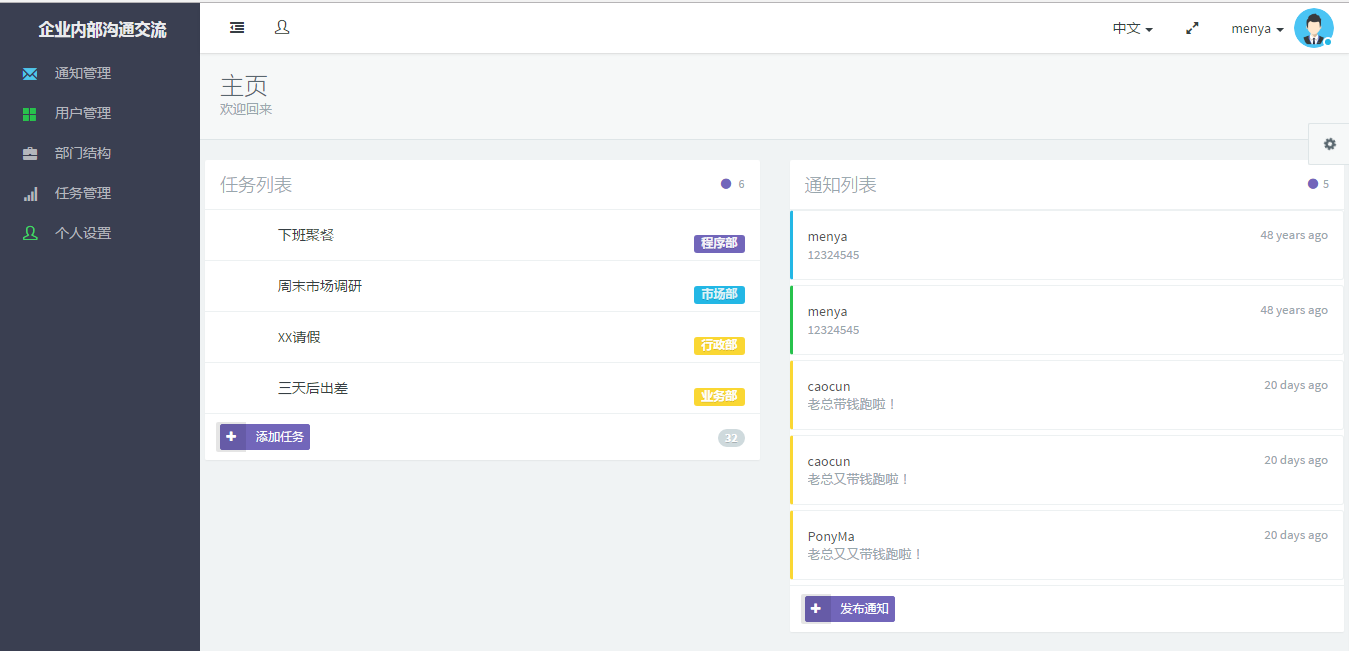 企业内部沟通交流
通知管理
用户管理
部门结构
任务管理
个人设置
中文
menya
主页
欢迎回来
任务列表
6
下班聚餐
程序部
周末市场调研
市场部
XX请假
行政部
三天后出差
业务部
添加任务
32
通知列表
5
menya
48 years ago
12324545
menya
48 years ago
12324545
caocun
20 days ago
老总带钱跑啦！
caocun
20 days ago
老总又带钱跑啦！
PonyMa
20 days ago
老总又又带钱跑啦！
发布通知